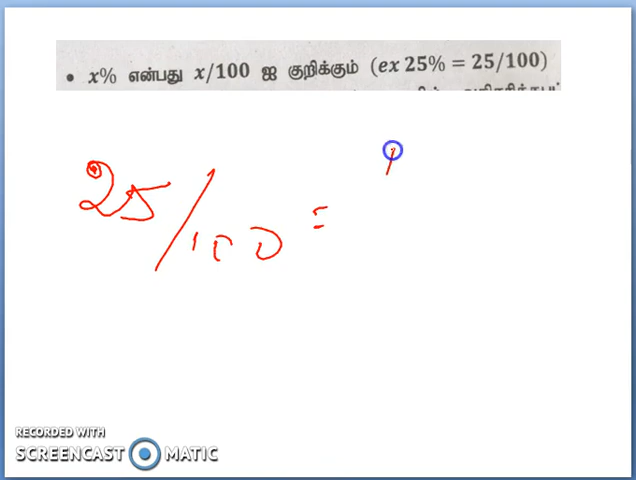 • x% என்பது x/100 ஐ குறிக்கும் (ex 25% = 25/100)
25/100 =
RECORDED WITH
SCREENCAST MATIC